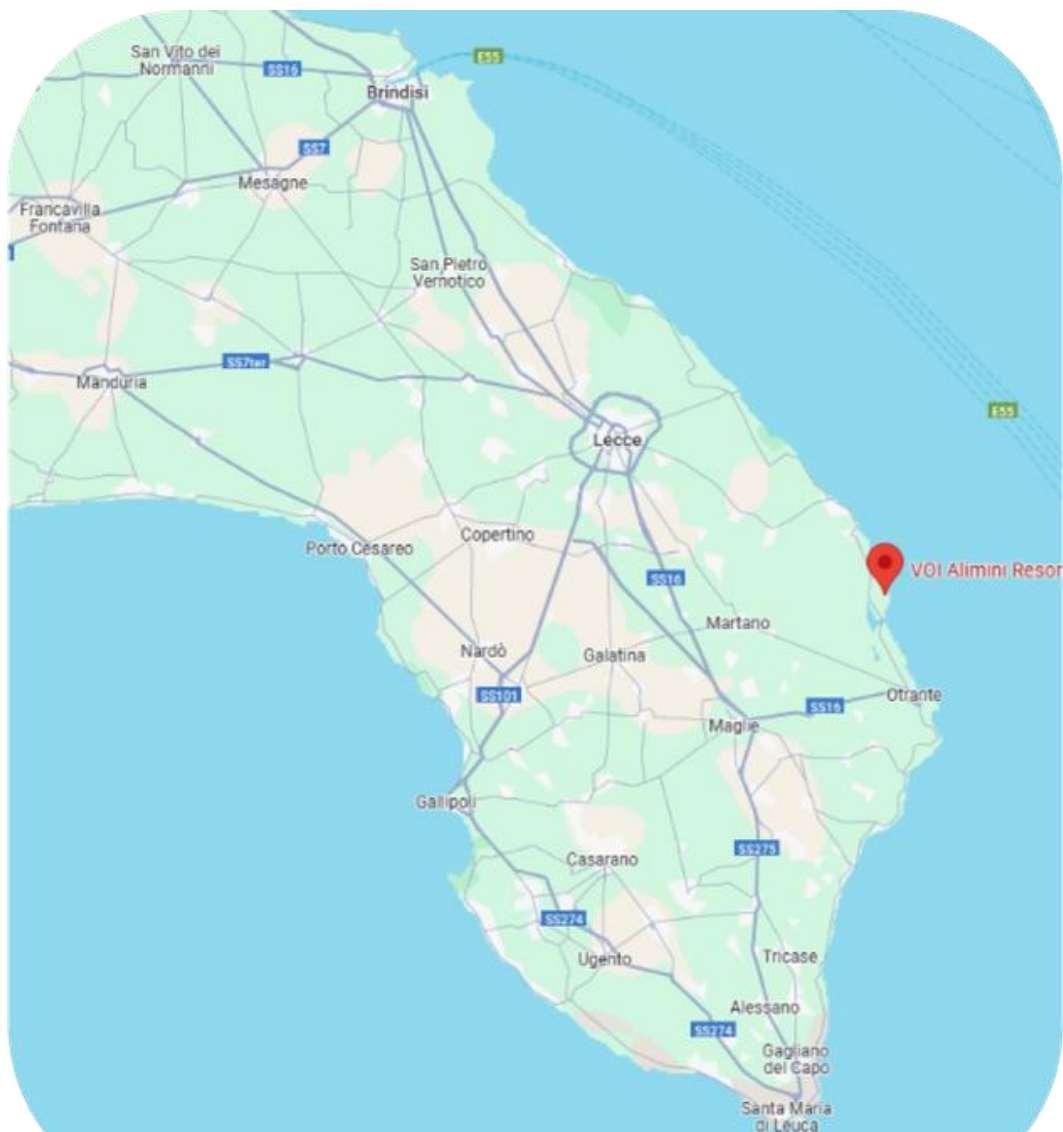 San Vito dei
Normanni
SS16
E55
Brindisi
SS7
Mesagne
Francavilla
Fontana
San Pietro
Vernotico
SS7ter
Manduria
E55
Lecce
Porto Cesareo
Copertino
VOI Alimini Resor
SS16
Martano
Nardò
Galatina
SS101
Otrante
SS16
Maglie
Gallipoli
SS275
Casarano
SS274
Ugento
Tricase
Alessano
SS274
Gagliano
del Capo
Santa Maria
di Leuca